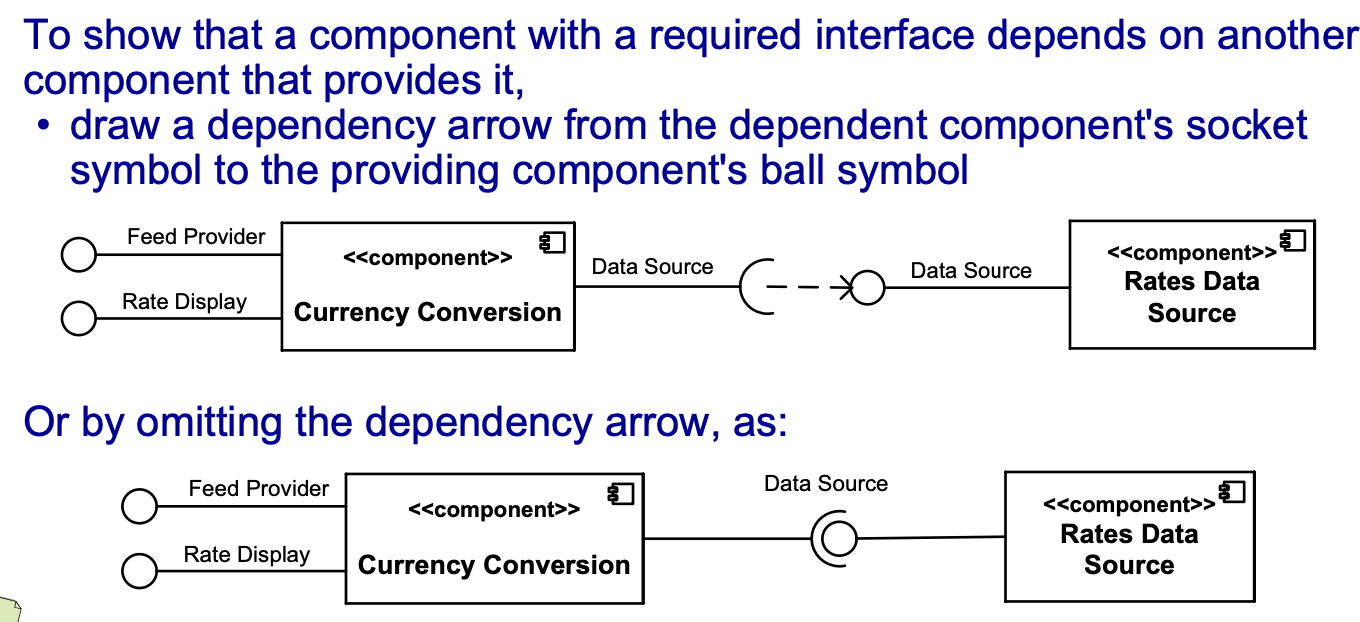 To show that a component with a required interface depends on another
component that provides it,
• draw a dependency arrow from the dependent component's socket
symbol to the providing component's ball symbol
Feed Provider
Rate Display
<<component>>
Currency Conversion
Data Source
Data Source
<<component>>
Rates Data
Source
Or by omitting the dependency arrow, as:
Feed Provider
Rate Display
<<component>>
Currency Conversion
Data Source
<<component>>
Rates Data
Source